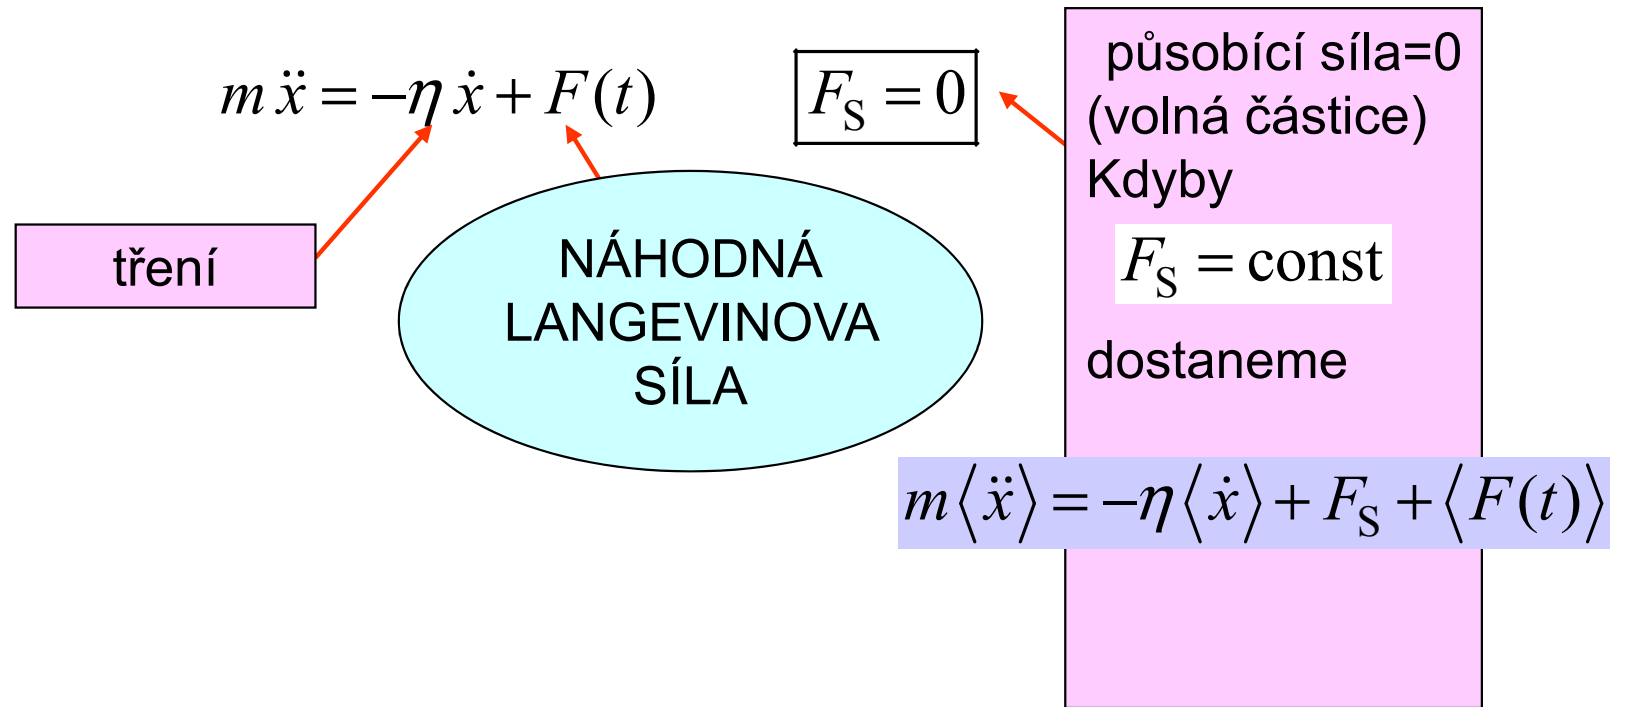 m ẍ = −η ẋ + F(t)
F_S = 0
tření
NÁHODNÁ
LANGEVINOVA
SÍLA
působící síla=0
(volná částice)
Kdyby
F_S = const
dostaneme
m⟨ẍ⟩ = −η⟨ẋ⟩ + F_S + ⟨F(t)⟩